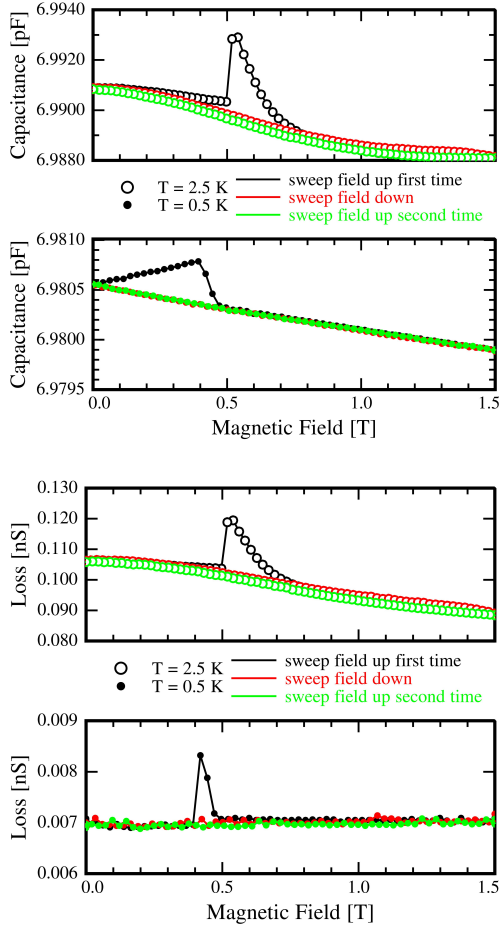 6.9940
6.9920
6.9900
6.9880
Capacitance [pF]
T = 2.5 K
T = 0.5 K
sweep field up first time
sweep field down
sweep field up second time
6.9810
6.9805
6.9800
6.9795
Capacitance [pF]
0.0 0.5 1.0 1.5
Magnetic Field [T]
0.130
0.120
0.110
0.100
0.090
0.080
Loss [nS]
T = 2.5 K
T = 0.5 K
sweep field up first time
sweep field down
sweep field up second time
0.009
0.008
0.007
0.006
Loss [nS]
0.0 0.5 1.0 1.5
Magnetic Field [T]